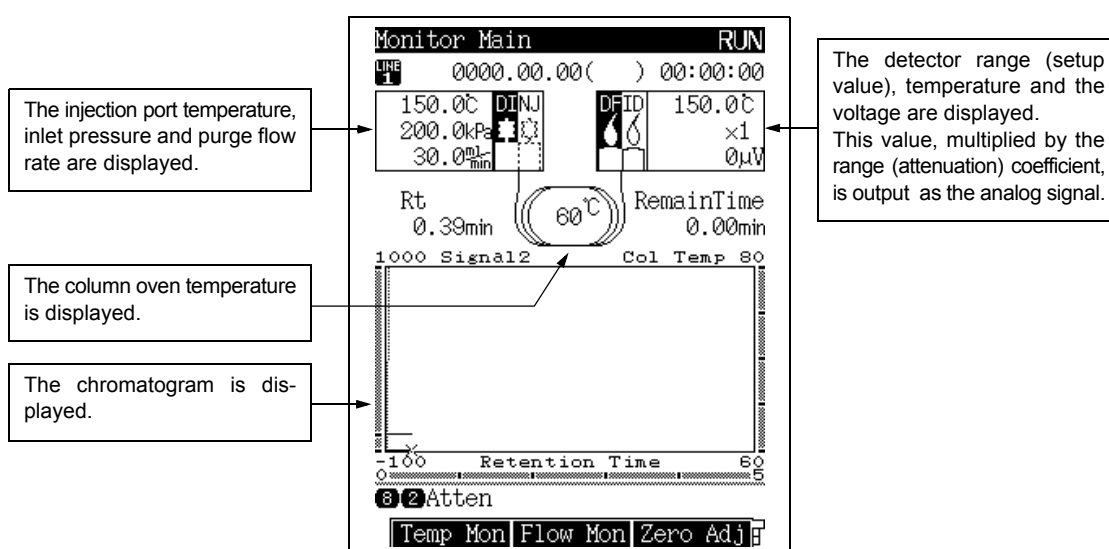 The injection port temperature,
inlet pressure and purge flow
rate are displayed.
The column oven temperature
is displayed.
The chromatogram is dis-
played.
Monitor Main RUN
LINE 1 0000.00.00( ) 00:00:00
150.0℃ DINJ DFID 150.0℃
200.0kPa ×1
30.0ml/min 0μV
Rt 60℃ RemainTime
0.39min 0.00min
1000 Signal2 Col Temp 80
-100 Retention Time 60
0 5
8 2 Atten
Temp Mon Flow Mon Zero Adj
The detector range (setup
value), temperature and the
voltage are displayed.
This value, multiplied by the
range (attenuation) coefficient,
is output as the analog signal.